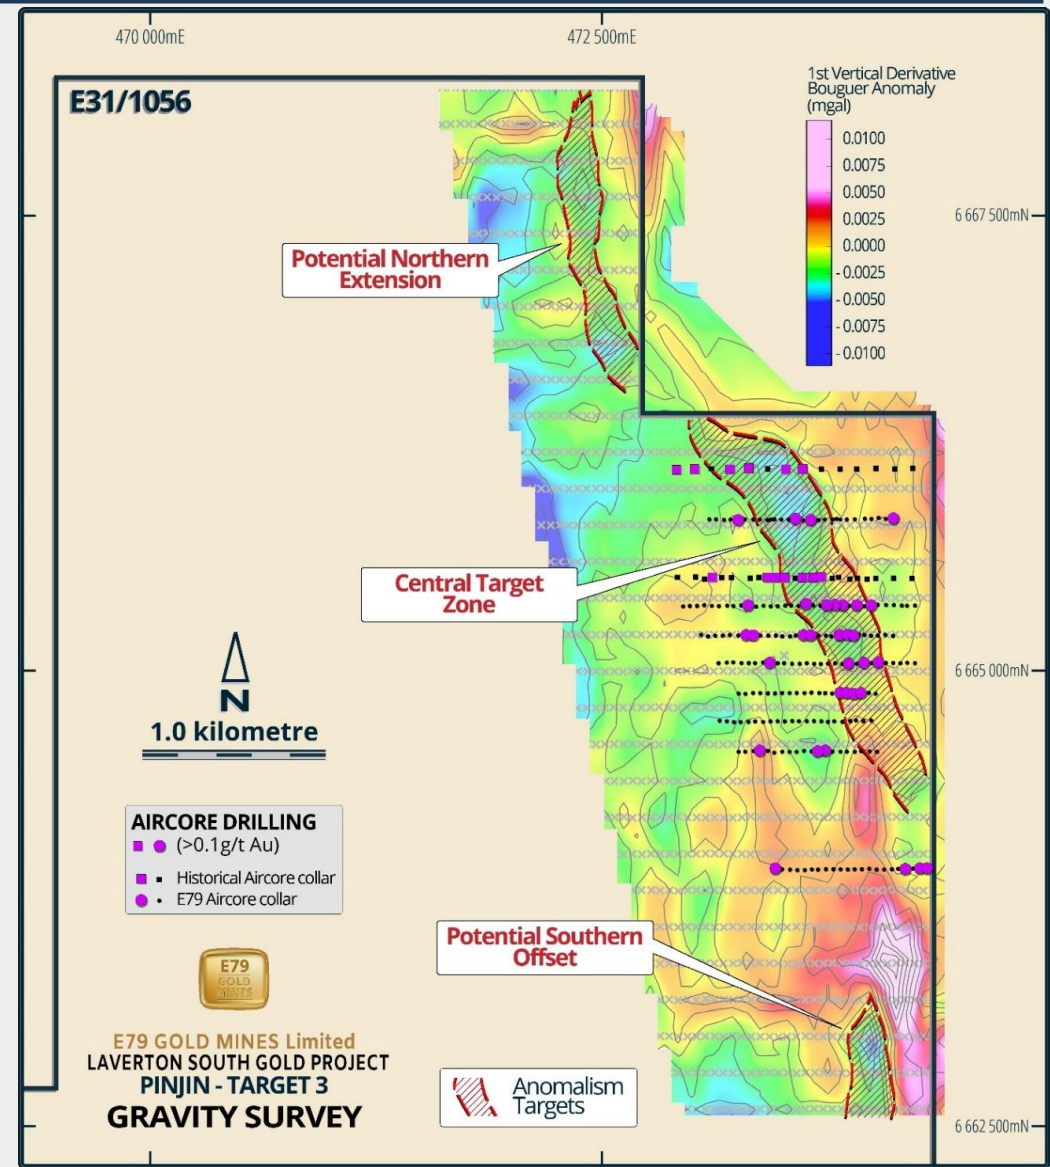 470 000mE
472 500mE
E31/1056
1st Vertical Derivative
Bouguer Anomaly
(mgal)
0.0100
0.0075
0.0050
0.0025
0.0000
-0.0025
-0.0050
-0.0075
-0.0100
6 667 500mN
Potential Northern
Extension
Central Target
Zone
6 665 000mN
N
1.0 kilometre
AIRCORE DRILLING
(>0.1g/t Au)
Historical Aircore collar
E79 Aircore collar
Potential Southern
Offset
E79
GOLD
MINES
E79 GOLD MINES Limited
LAVERTON SOUTH GOLD PROJECT
PINJIN - TARGET 3
GRAVITY SURVEY
Anomalism
Targets
6 662 500mN